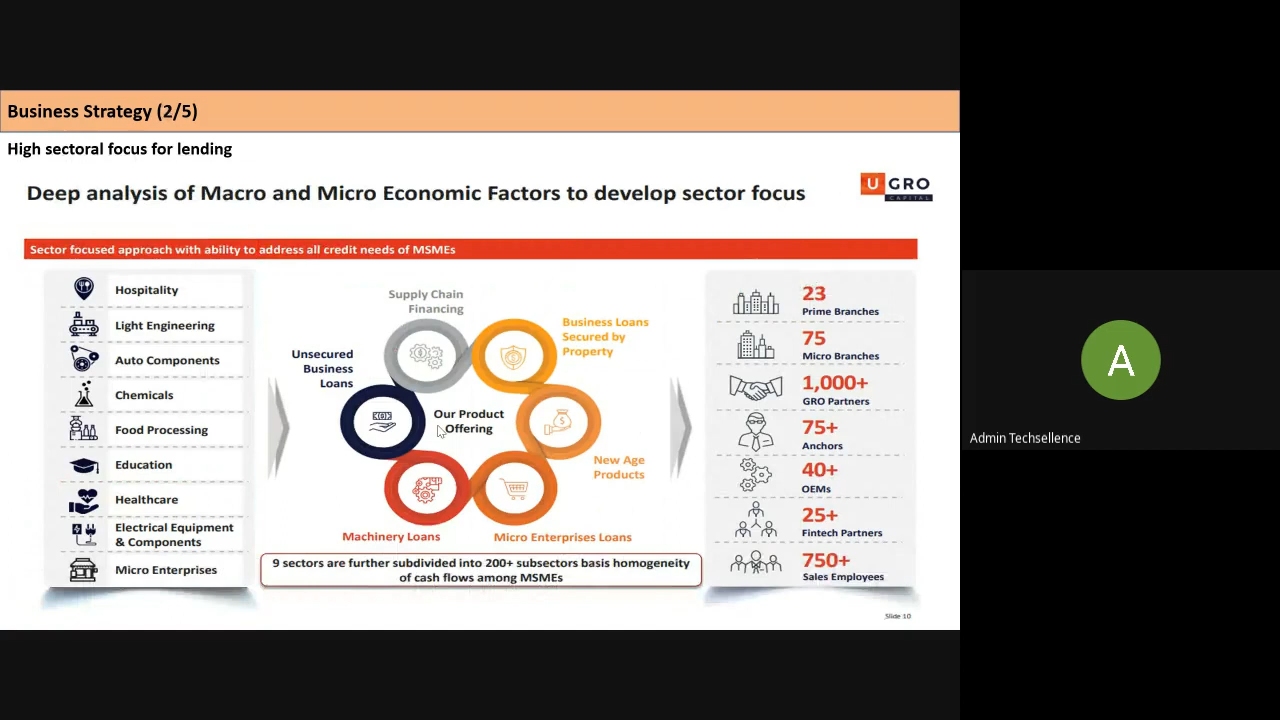 Business Strategy (2/5)
High sectoral focus for lending
Deep analysis of Macro and Micro Economic Factors to develop sector focus
U GRO
CAPITAL
Sector focused approach with ability to address all credit needs of MSMEs
Hospitality
Light Engineering
Auto Components
Chemicals
Food Processing
Education
Healthcare
Electrical Equipment
& Components
Micro Enterprises
Supply Chain
Financing
Business Loans
Secured by
Property
Unsecured
Business
Loans
Our Product
Offering
New Age
Products
Machinery Loans
Micro Enterprises Loans
9 sectors are further subdivided into 200+ subsectors basis homogeneity
of cash flows among MSMEs
23
Prime Branches
75
Micro Branches
1,000+
GRO Partners
75+
Anchors
40+
OEMs
25+
Fintech Partners
750+
Sales Employees
Slide 10
A
Admin Techsellence